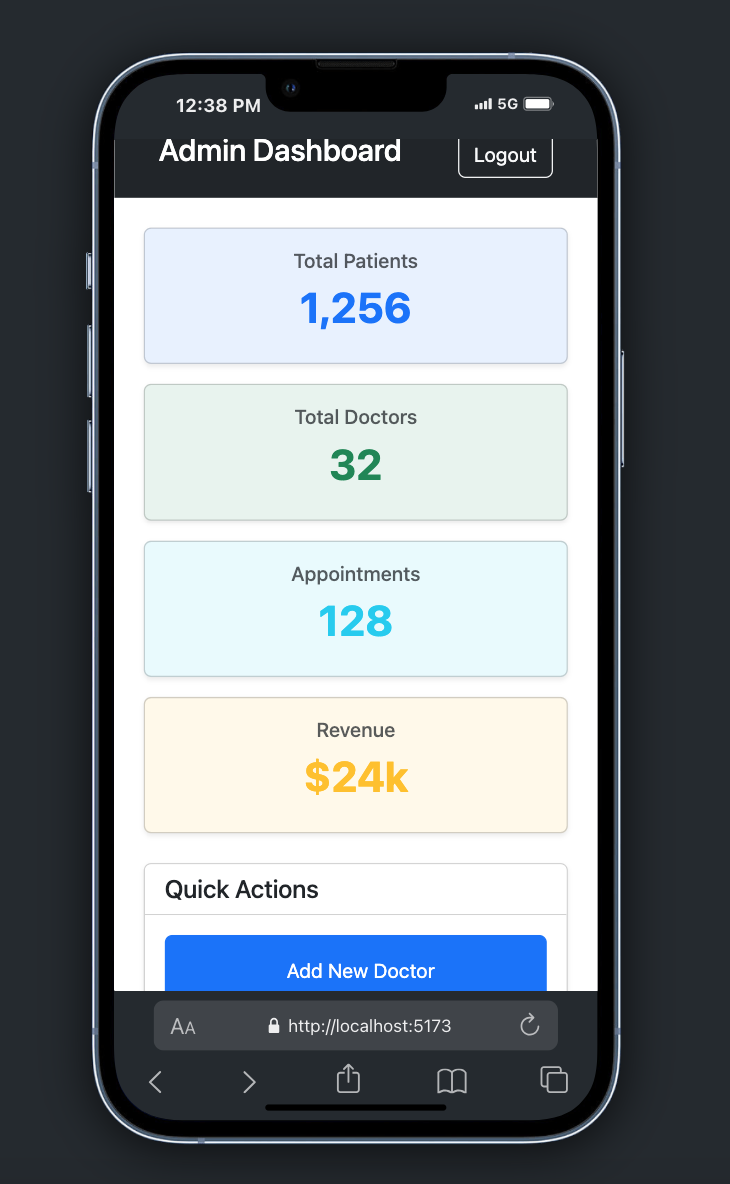 12:38 PM
5G
Admin Dashboard
Logout
Total Patients
1,256
Total Doctors
32
Appointments
128
Revenue
$24k
Quick Actions
Add New Doctor
AA
http://localhost:5173